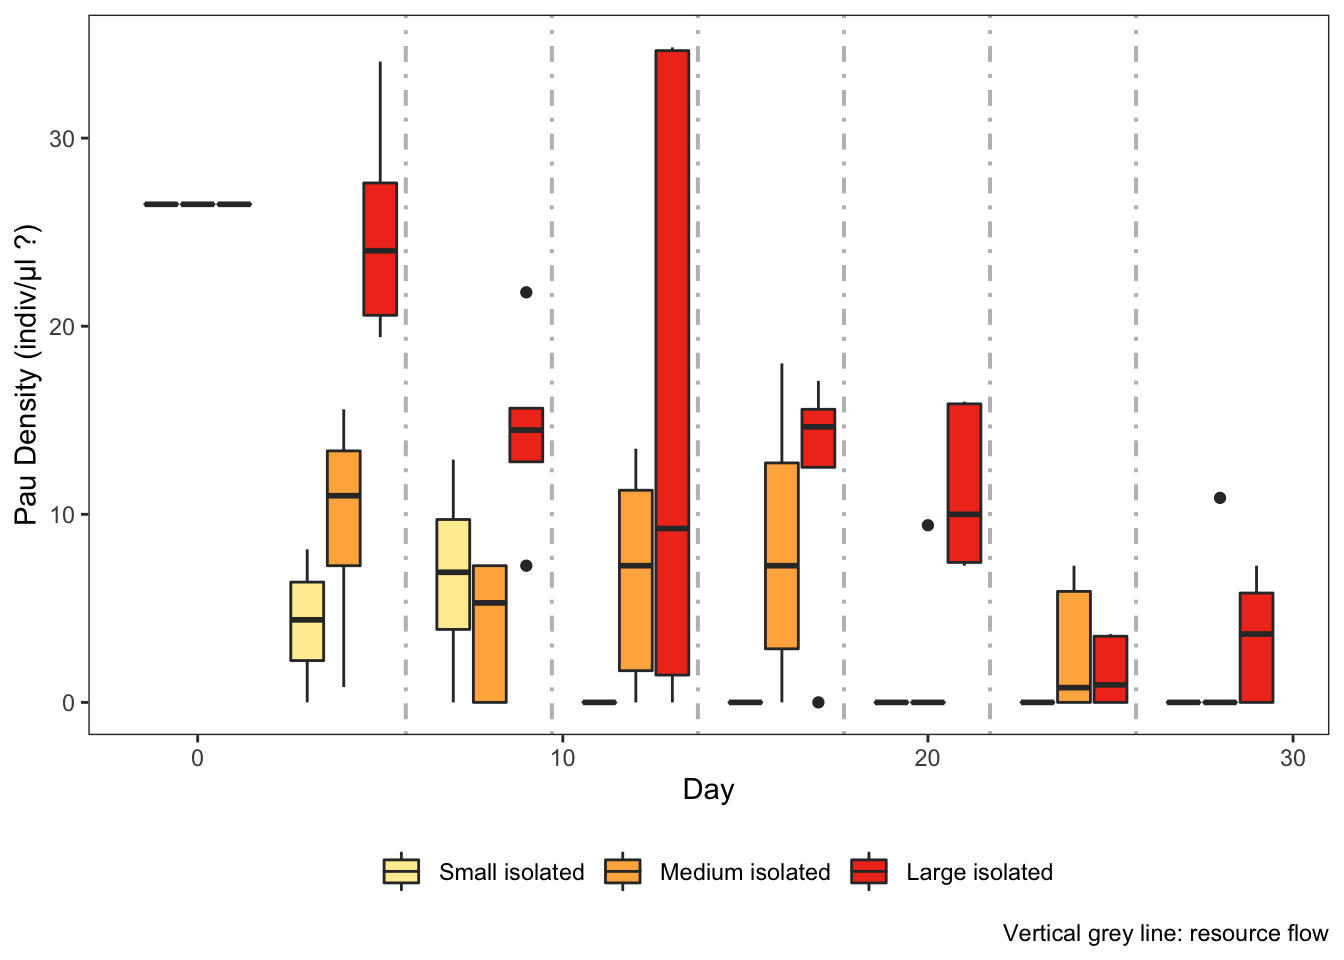 Pau Density (indiv/µl ?)
30
20
10
0
0 10 20 30
Day
Small isolated Medium isolated Large isolated
Vertical grey line: resource flow